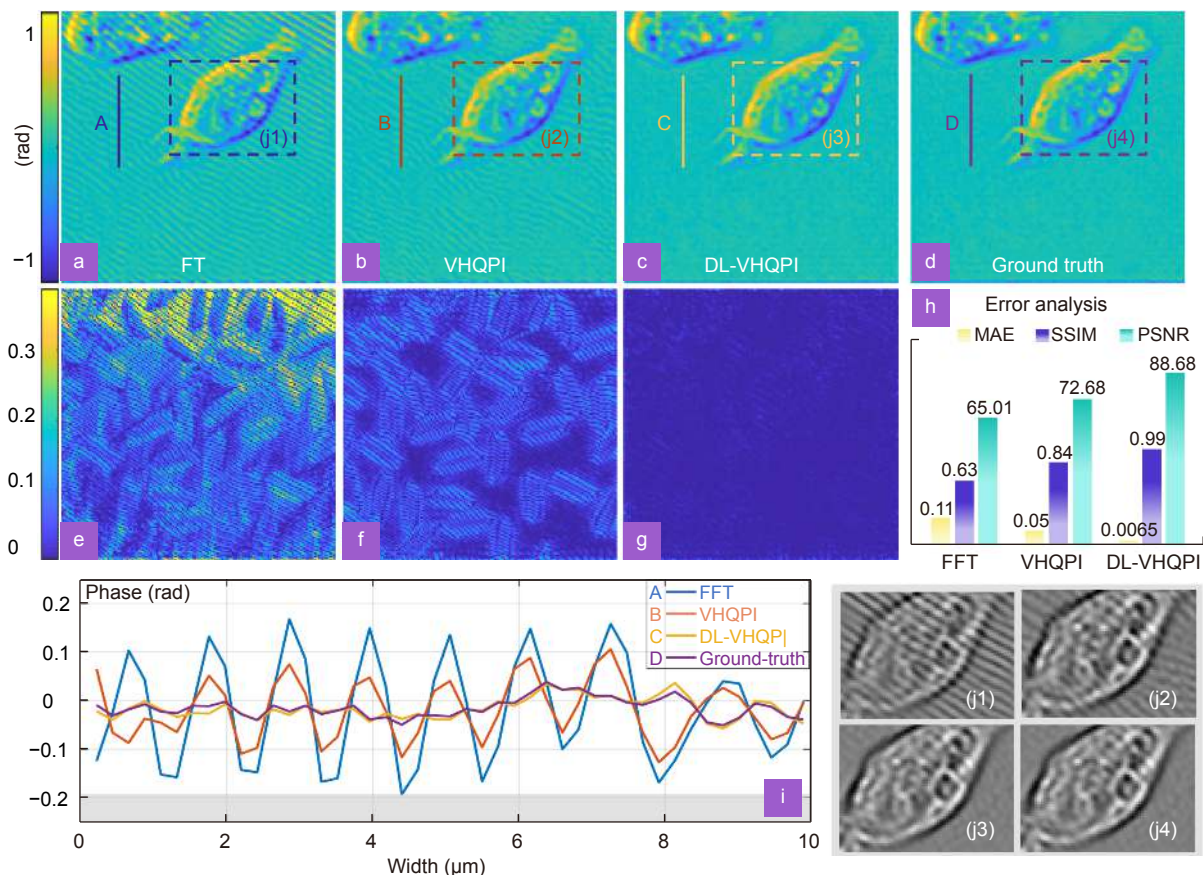 1
(rad)
−1
A
(j1)
a
FT
B
(j2)
b
VHQPI
C
(j3)
c
DL-VHQPI
D
(j4)
d
Ground truth
0.3
0.2
0.1
0
e
f
g
h
Error analysis
MAE SSIM PSNR
0.11
0.63
65.01
0.05
0.84
72.68
0.0065
0.99
88.68
FFT VHQPI DL-VHQPI
Phase (rad)
0.2
0.1
0
−0.1
−0.2
A FFT
B VHQPI
C DL-VHQP|
D Ground-truth
i
0 2 4 6 8 10
Width (μm)
(j1)
(j2)
(j3)
(j4)